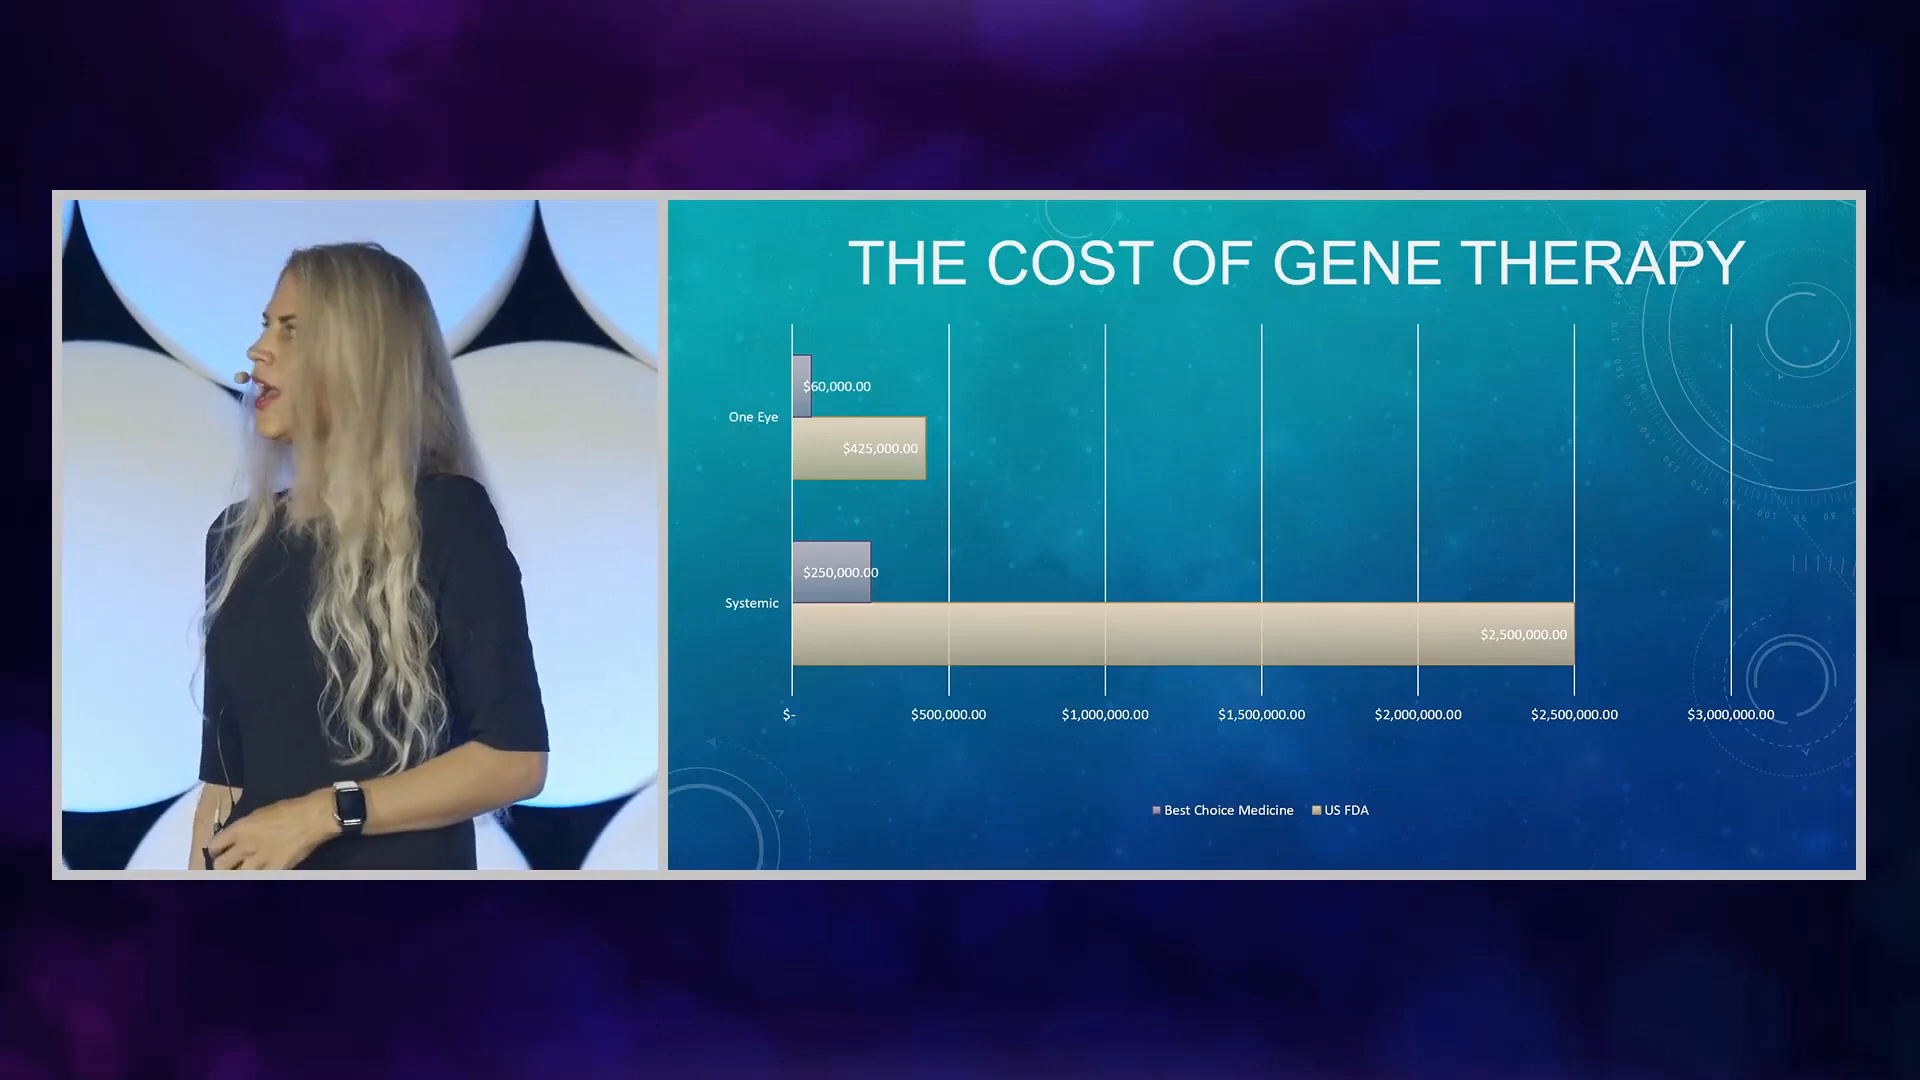 THE COST OF GENE THERAPY
$60,000.00
One Eye
$425,000.00
$250,000.00
Systemic
$2,500,000.00
$- $500,000.00 $1,000,000.00 $1,500,000.00 $2,000,000.00 $2,500,000.00 $3,000,000.00
Best Choice Medicine US FDA